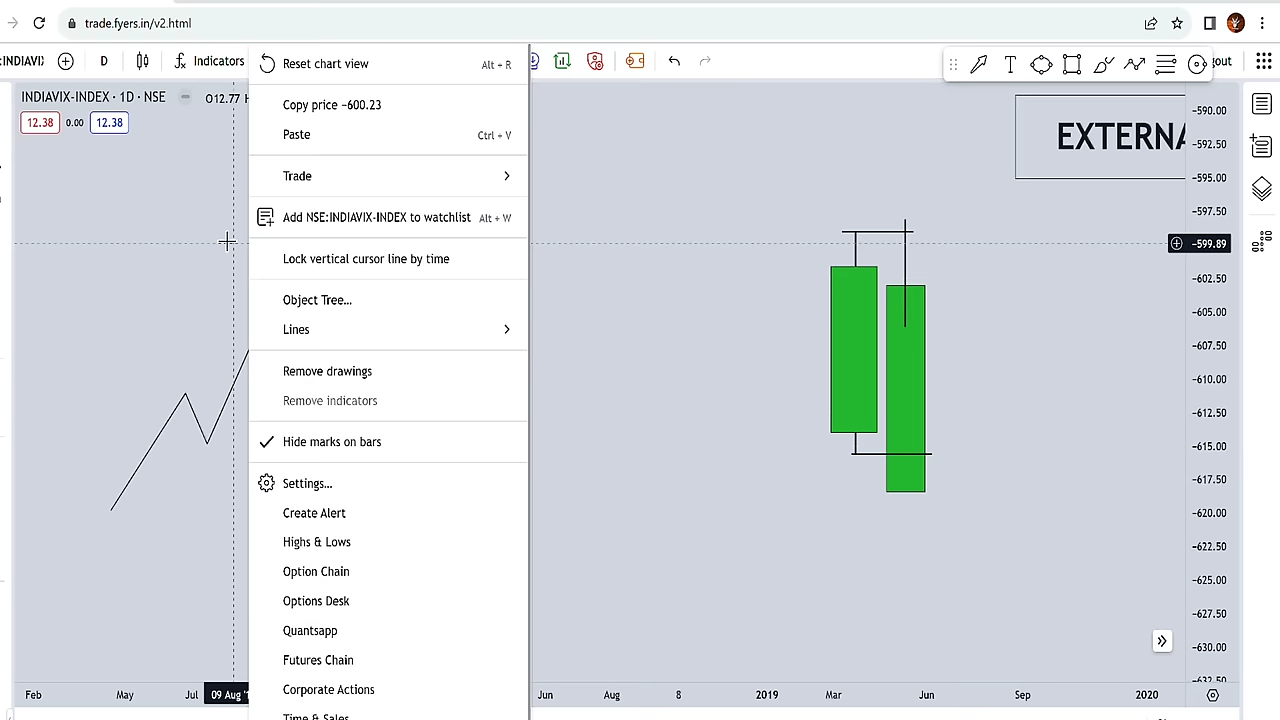 trade.fyers.in/v2.html
:INDIAVI
D
Indicators
INDIAVIX-INDEX · 1D · NSE
O12.77 H
12.38
0.00
12.38
Reset chart view
Alt + R
Copy price −600.23
Paste
Ctrl + V
Trade
Add NSE:INDIAVIX-INDEX to watchlist
Alt + W
Lock vertical cursor line by time
Object Tree...
Lines
Remove drawings
Remove indicators
Hide marks on bars
Settings...
Create Alert
Highs & Lows
Option Chain
Options Desk
Quantsapp
Futures Chain
Corporate Actions
Time & Sales
out
EXTERNA
−590.00
−592.50
−595.00
−597.50
−599.89
−602.50
−605.00
−607.50
−610.00
−612.50
−615.00
−617.50
−620.00
−622.50
−625.00
−627.50
−630.00
−632.50
Feb
May
Jul
09 Aug '1
Jun
Aug
8
2019
Mar
Jun
Sep
2020